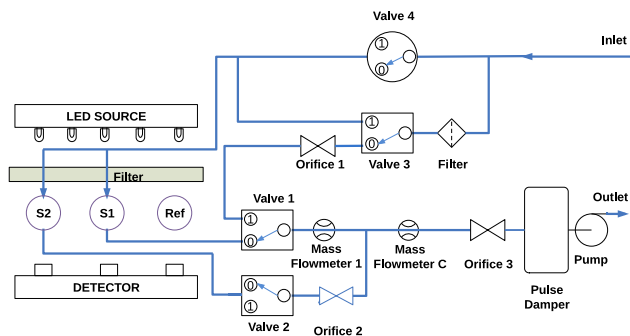 Valve 4
Inlet
1
0
LED SOURCE
1
0
Orifice 1
Valve 3
Filter
Filter
S2
S1
Ref
Valve 1
1
0
Mass
Flowmeter 1
Mass
Flowmeter C
Orifice 3
Outlet
Pump
Pulse
Damper
DETECTOR
0
1
Valve 2
Orifice 2